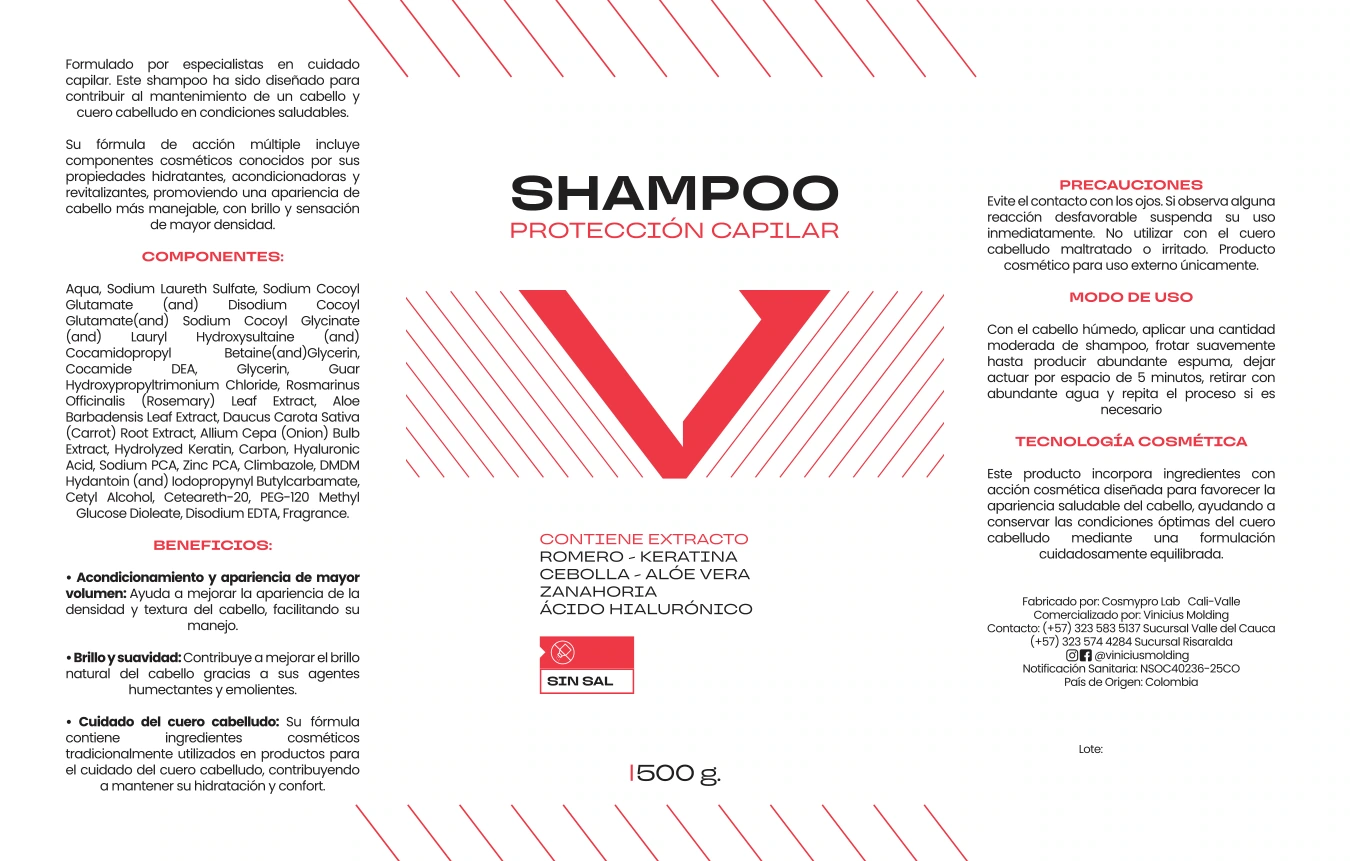 Formulado por especialistas en cuidado
capilar. Este shampoo ha sido diseñado para
contribuir al mantenimiento de un cabello y
cuero cabelludo en condiciones saludables.
Su fórmula de acción múltiple incluye
componentes cosméticos conocidos por sus
propiedades hidratantes, acondicionadoras y
revitalizantes, promoviendo una apariencia de
cabello más manejable, con brillo y sensación
de mayor densidad.
COMPONENTES:
Aqua, Sodium Laureth Sulfate, Sodium Cocoyl
Glutamate (and) Disodium Cocoyl
Glutamate(and) Sodium Cocoyl Glycinate
(and) Lauryl Hydroxysultaine (and)
Cocamidopropyl Betaine(and)Glycerin,
Cocamide DEA, Glycerin, Guar
Hydroxypropyltrimonium Chloride, Rosmarinus
Officinalis (Rosemary) Leaf Extract, Aloe
Barbadensis Leaf Extract, Daucus Carota Sativa
(Carrot) Root Extract, Allium Cepa (Onion) Bulb
Extract, Hydrolyzed Keratin, Carbon, Hyaluronic
Acid, Sodium PCA, Zinc PCA, Climbazole, DMDM
Hydantoin (and) Iodopropynyl Butylcarbamate,
Cetyl Alcohol, Ceteareth-20, PEG-120 Methyl
Glucose Dioleate, Disodium EDTA, Fragrance.
BENEFICIOS:
• Acondicionamiento y apariencia de mayor
volumen: Ayuda a mejorar la apariencia de la
densidad y textura del cabello, facilitando su
manejo.
• Brillo y suavidad: Contribuye a mejorar el brillo
natural del cabello gracias a sus agentes
humectantes y emolientes.
• Cuidado del cuero cabelludo: Su fórmula
contiene ingredientes cosméticos
tradicionalmente utilizados en productos para
el cuidado del cuero cabelludo, contribuyendo
a mantener su hidratación y confort.
SHAMPOO
PROTECCIÓN CAPILAR
CONTIENE EXTRACTO
ROMERO - KERATINA
CEBOLLA - ALÓE VERA
ZANAHORIA
ÁCIDO HIALURÓNICO
SIN SAL
500 g.
PRECAUCIONES
Evite el contacto con los ojos. Si observa alguna
reacción desfavorable suspenda su uso
inmediatamente. No utilizar con el cuero
cabelludo maltratado o irritado. Producto
cosmético para uso externo únicamente.
MODO DE USO
Con el cabello húmedo, aplicar una cantidad
moderada de shampoo, frotar suavemente
hasta producir abundante espuma, dejar
actuar por espacio de 5 minutos, retirar con
abundante agua y repita el proceso si es
necesario
TECNOLOGÍA COSMÉTICA
Este producto incorpora ingredientes con
acción cosmética diseñada para favorecer la
apariencia saludable del cabello, ayudando a
conservar las condiciones óptimas del cuero
cabelludo mediante una formulación
cuidadosamente equilibrada.
Fabricado por: Cosmypro Lab Cali-Valle
Comercializado por: Vinicius Molding
Contacto: (+57) 323 583 5137 Sucursal Valle del Cauca
(+57) 323 574 4284 Sucursal Risaralda
@viniciusmolding
Notificación Sanitaria: NSOC40236-25CO
País de Origen: Colombia
Lote: